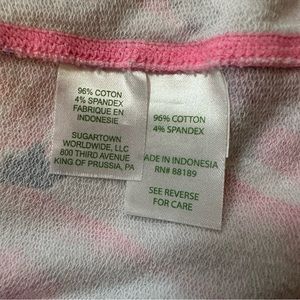 96% COTTON
4% SPANDEX
FABRIQUE EN
INDONESIE
SUGARTOWN
WORLDWIDE, LLC
800 THIRD AVENUE
KING OF PRUSSIA, PA
96% COTTON
4% SPANDEX
MADE IN INDONESIA
RN# 88189
SEE REVERSE
FOR CARE